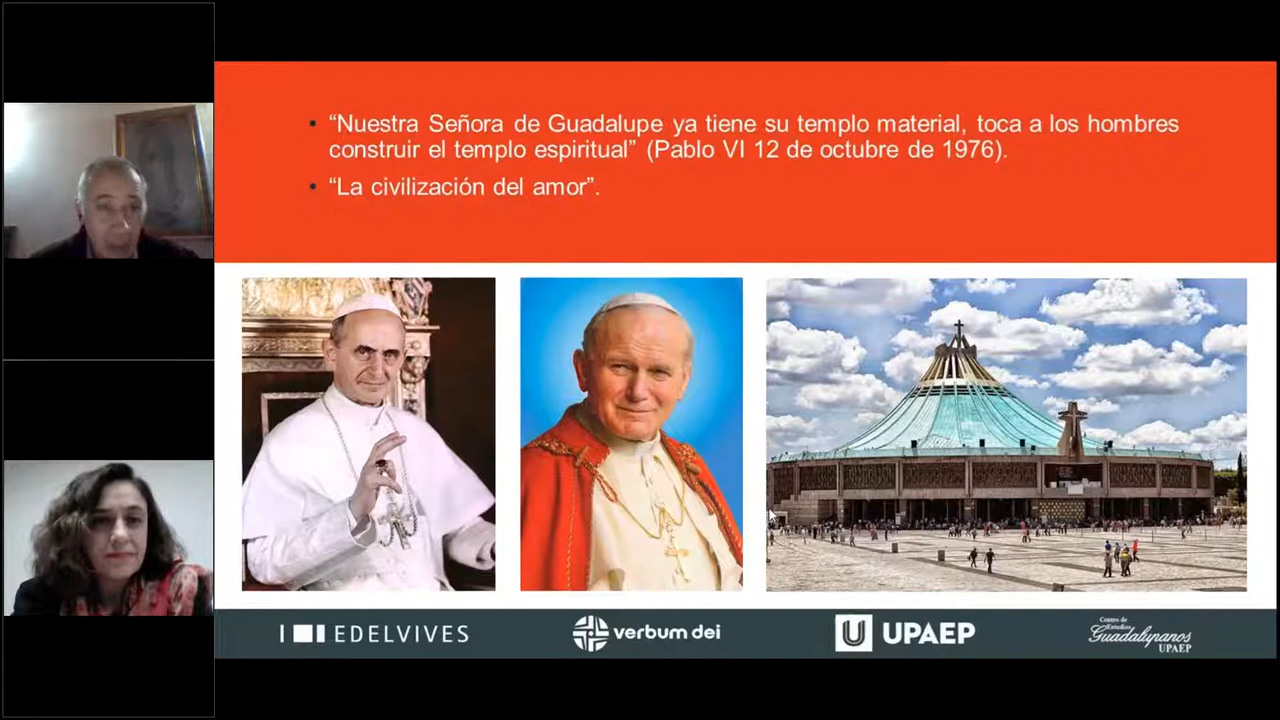 • “Nuestra Señora de Guadalupe ya tiene su templo material, toca a los hombres
construir el templo espiritual” (Pablo VI 12 de octubre de 1976).
• “La civilización del amor”.
EDELVIVES
verbum dei
UPAEP
Centro de
Estudios
Guadalupanos
UPAEP